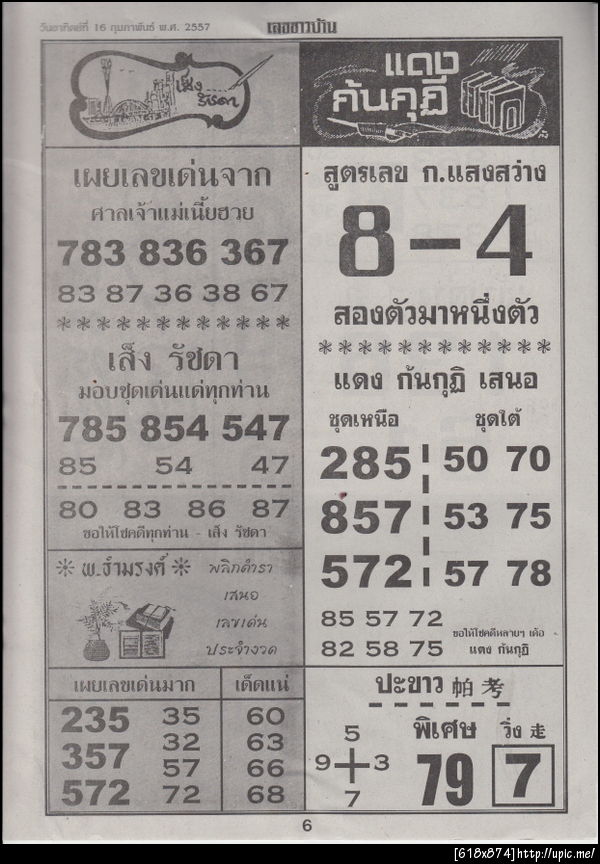 วันอาทิตย์ที่ 16 กุมภาพันธ์ พ.ศ. 2557
เลขชาวบ้าน
เส็ง
รัชดา
เผยเลขเด่นจาก
ศาลเจ้าแม่เนี้ยฮวย
783 836 367
83 87 36 38 67
* * * * * * * * * * * *
เส็ง รัชดา
มอบชุดเด่นแด่ทุกท่าน
785 854 547
85 54 47
80 83 86 87
ขอให้โชคดีทุกท่าน - เส็ง รัชดา
* พ.ธำมรงค์ *
พลิกตำรา
เสนอ
เลขเด่น
ประจำงวด
เผยเลขเด่นมาก
เด็ดแน่
235
357
572
35
32
57
72
60
63
66
68
แดง
กันกุฏิ
สูตรเลข ก.แสงสว่าง
8 – 4
สองตัวมาหนึ่งตัว
* * * * * * * * * * * *
แดง กันกุฏิ เสนอ
ชุดเหนือ ชุดใต้
285 50 70
857 53 75
572 57 78
85 57 72
82 58 75
ขอให้โชคดีหลายๆ เด้อ
แดง กันกุฏิ
ปะขาว 帕考
5
9 + 3
7
พิเศษ
79
วิ่ง 走
7
6
[618x874]http://upic.me/